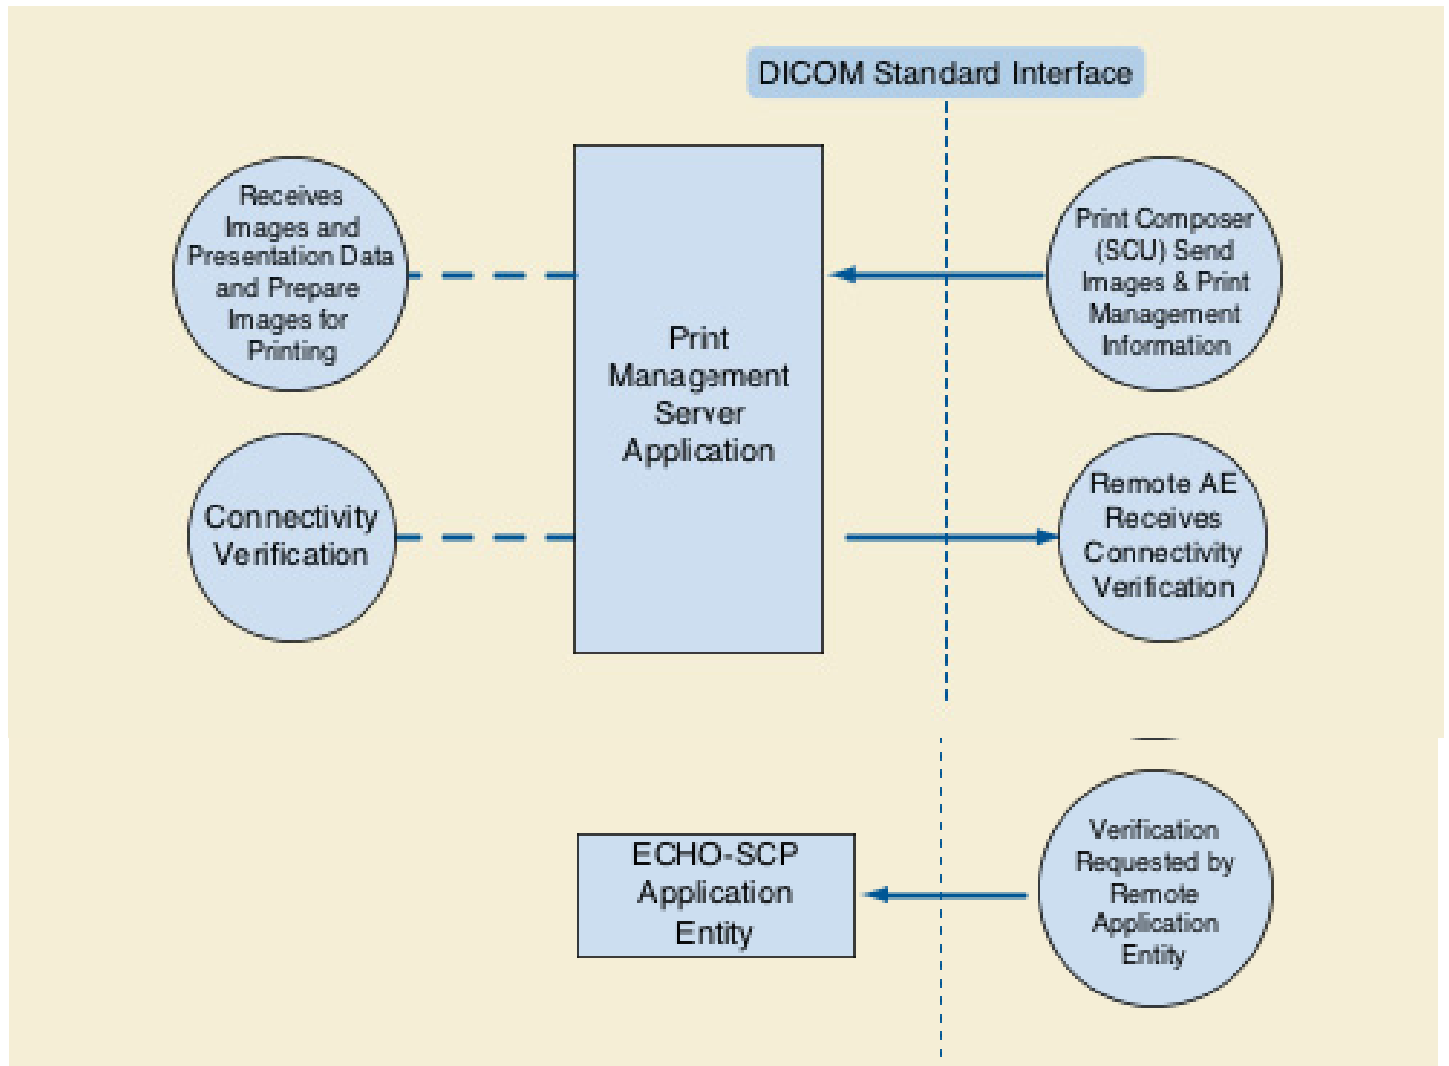 DICOM Standard Interface
Receives
Images and
Presentation Data
and Prepare
Images for
Printing
Print
Management
Server
Application
Print Composer
(SCU) Send
Images & Print
Management
Information
Connectivity
Verification
Remote AE
Receives
Connectivity
Verification
ECHO-SCP
Application
Entity
Verification
Requested by
Remote
Application
Entity